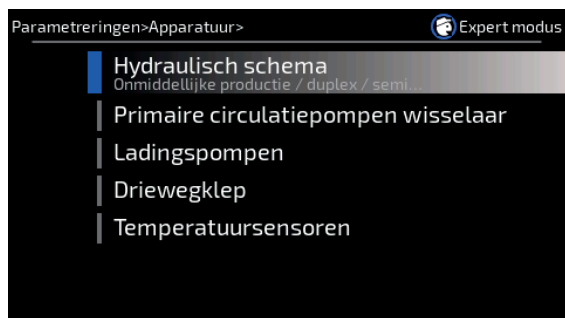 Parametreringen>Apparatuur>
Expert modus
Hydraulisch schema
Onmiddellijke productie / duplex / semi...
Primaire circulatiepompen wisselaar
Ladingspompen
Driewegklep
Temperatuursensoren